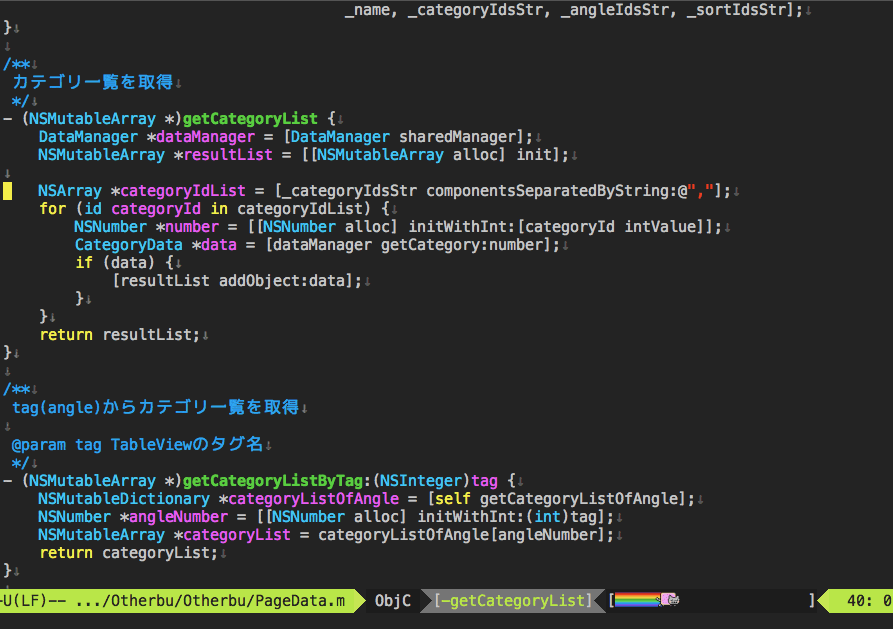 _name, _categoryIdsStr, _angleIdsStr, _sortIdsStr];↓
}↓
↓
/**↓
カテゴリ一覧を取得↓
*/↓
- (NSMutableArray *)getCategoryList {↓
DataManager *dataManager = [DataManager sharedManager];↓
NSMutableArray *resultList = [[NSMutableArray alloc] init];↓
↓
NSArray *categoryIdList = [_categoryIdsStr componentsSeparatedByString:@","];↓
for (id categoryId in categoryIdList) {↓
NSNumber *number = [[NSNumber alloc] initWithInt:[categoryId intValue]];↓
CategoryData *data = [dataManager getCategory:number];↓
if (data) {↓
[resultList addObject:data];↓
}↓
}↓
return resultList;↓
}↓
↓
/**↓
tag(angle)からカテゴリ一覧を取得↓
↓
@param tag TableViewのタグ名↓
*/↓
- (NSMutableArray *)getCategoryListByTag:(NSInteger)tag {↓
NSMutableDictionary *categoryListOfAngle = [self getCategoryListOfAngle];↓
NSNumber *angleNumber = [[NSNumber alloc] initWithInt:(int)tag];↓
NSMutableArray *categoryList = categoryListOfAngle[angleNumber];↓
return categoryList;↓
}↓
-U(LF)-- .../Otherbu/Otherbu/PageData.m ObjC [-getCategoryList] [ ] 40: 0